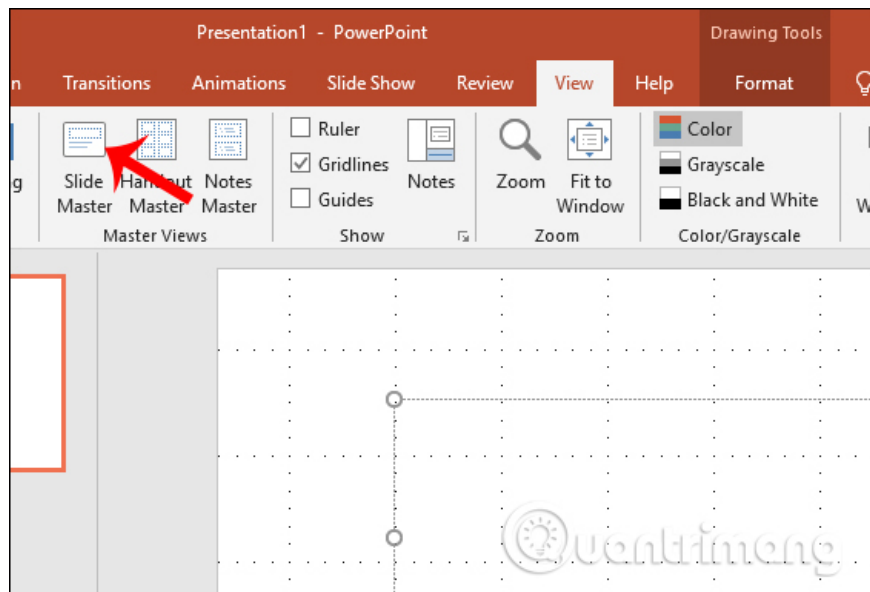 Presentation1 - PowerPoint
Drawing Tools
n Transitions Animations Slide Show Review View Help Format
Ruler
Gridlines
Guides
Slide Master
Handout Master
Notes Master
Master Views
Notes
Show
Zoom
Fit to Window
Zoom
Color
Grayscale
Black and White
Color/Grayscale
g
W
Quantrimang